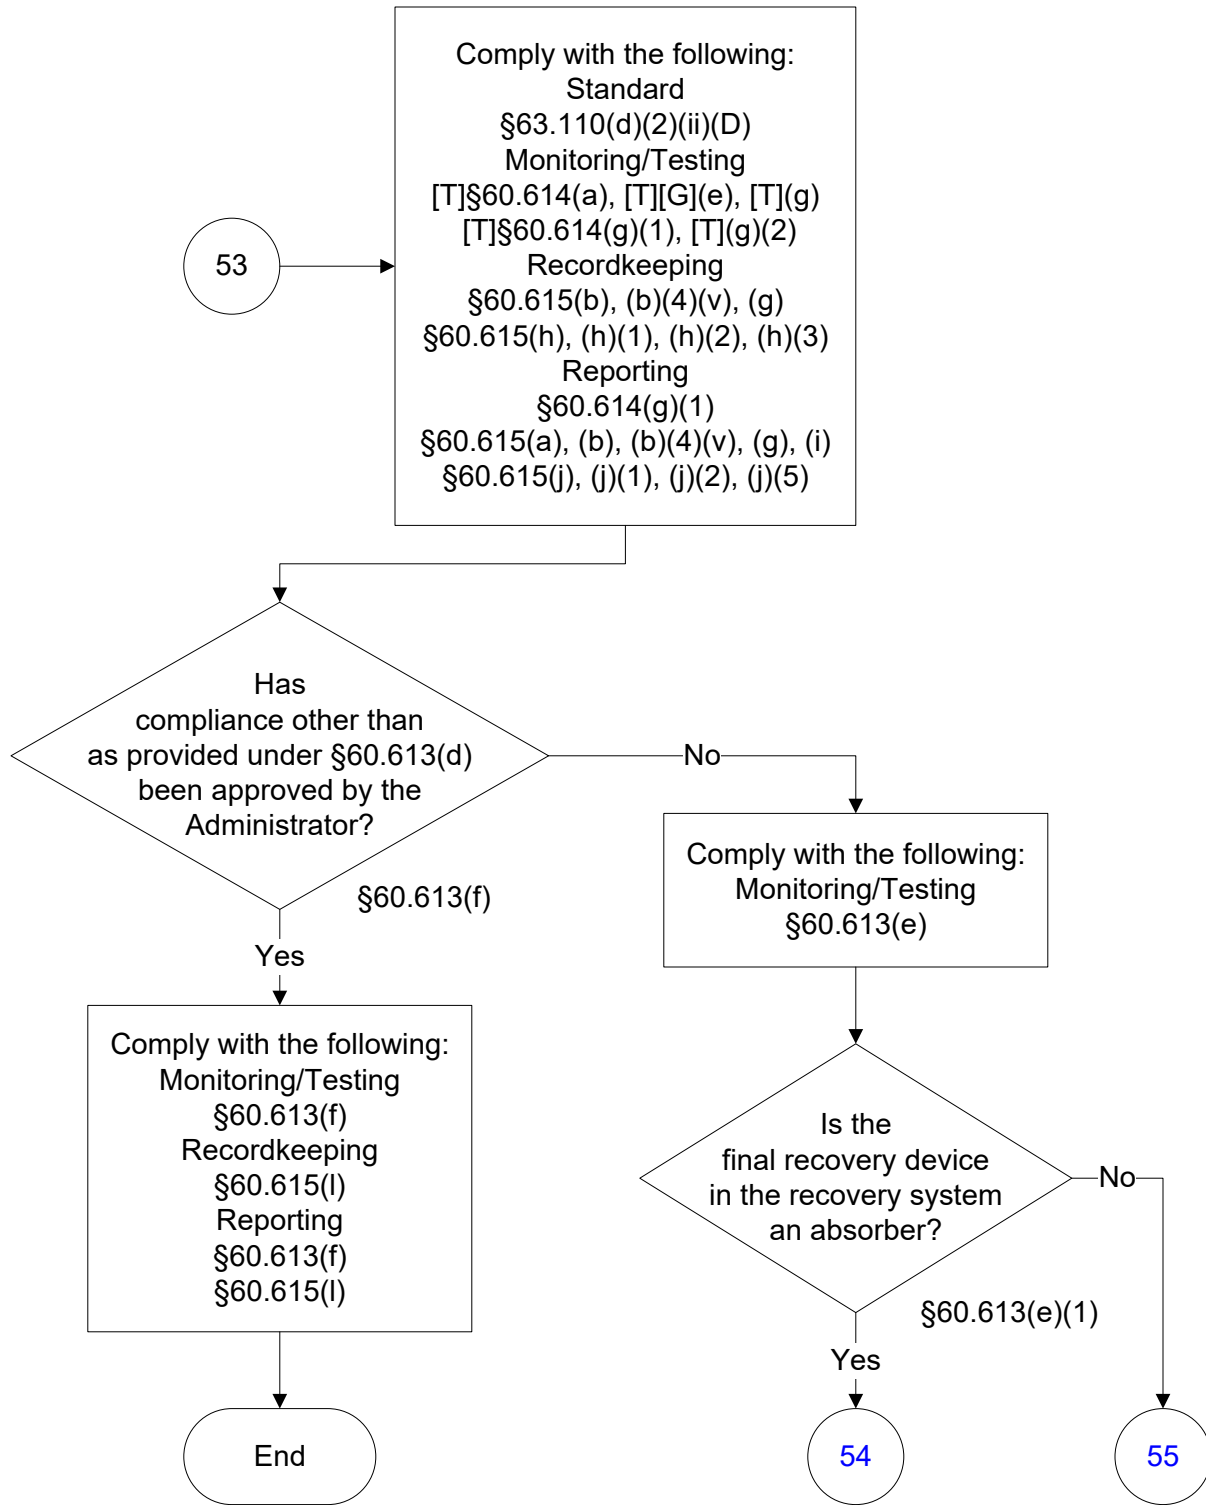 Comply with the following:
Standard
§63.110(d)(2)(ii)(D)
Monitoring/Testing
[T]§60.614(a), [T][G](e), [T](g)
[T]§60.614(g)(1), [T](g)(2)
Recordkeeping
§60.615(b), (b)(4)(v), (g)
§60.615(h), (h)(1), (h)(2), (h)(3)
Reporting
§60.614(g)(1)
§60.615(a), (b), (b)(4)(v), (g), (i)
§60.615(j), (j)(1), (j)(2), (j)(5)
53
Has
compliance other than
as provided under §60.613(d)
been approved by the
Administrator?
§60.613(f)
No
Yes
Comply with the following:
Monitoring/Testing
§60.613(e)
Comply with the following:
Monitoring/Testing
§60.613(f)
Recordkeeping
§60.615(l)
Reporting
§60.613(f)
§60.615(l)
Is the
final recovery device
in the recovery system
an absorber?
§60.613(e)(1)
No
Yes
End
54
55